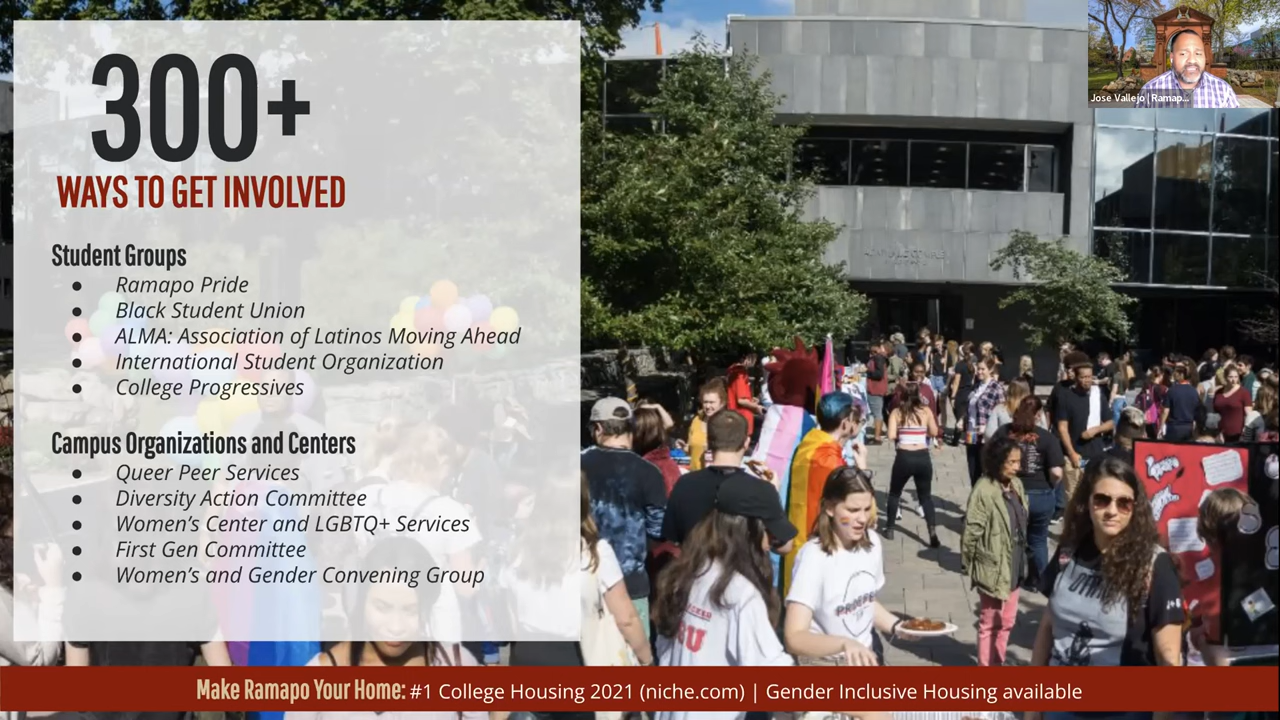 300+
WAYS TO GET INVOLVED
Student Groups
● Ramapo Pride
● Black Student Union
● ALMA: Association of Latinos Moving Ahead
● International Student Organization
● College Progressives
Campus Organizations and Centers
● Queer Peer Services
● Diversity Action Committee
● Women's Center and LGBTQ+ Services
● First Gen Committee
● Women's and Gender Convening Group
Jose Vallejo | Ramap...
Make Ramapo Your Home: #1 College Housing 2021 (niche.com) | Gender Inclusive Housing available